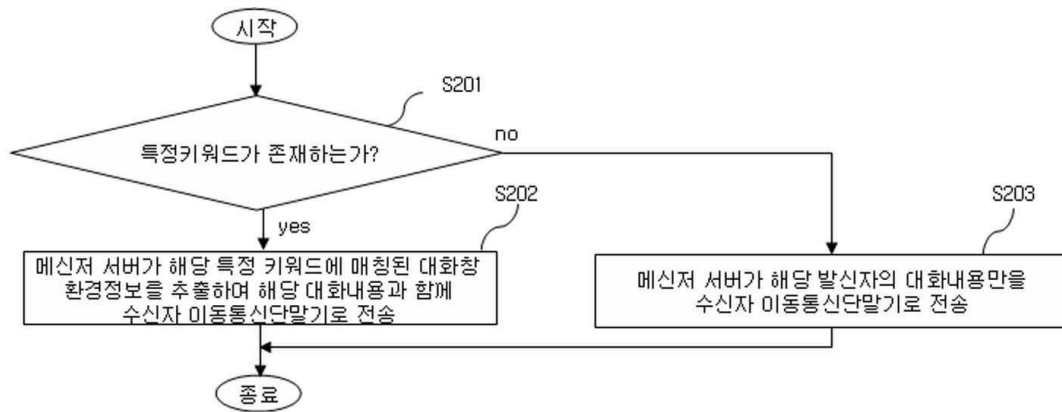 시작
S201
특정키워드가 존재하는가?
no
yes
S202
메신저 서버가 해당 특정 키워드에 매칭된 대화창
환경정보를 추출하여 해당 대화내용과 함께
수신자 이동통신단말기로 전송
S203
메신저 서버가 해당 발신자의 대화내용만을
수신자 이동통신단말기로 전송
종료